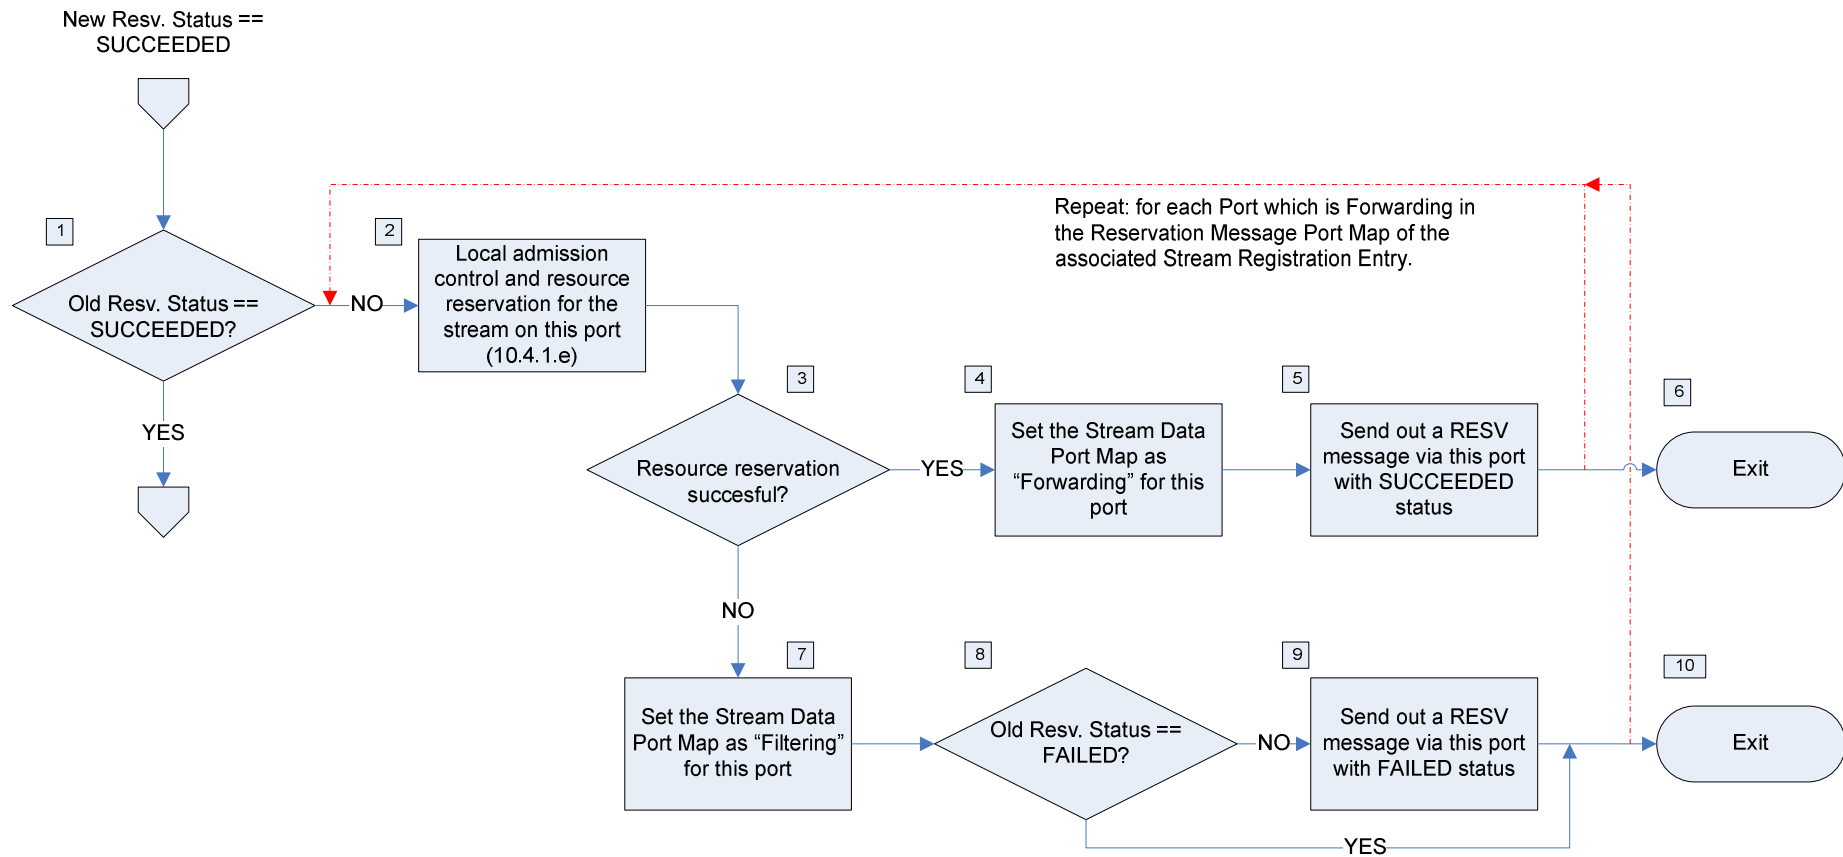 New Resv. Status ==
SUCCEEDED
1
Old Resv. Status ==
SUCCEEDED?
NO
YES
2
Local admission
control and resource
reservation for the
stream on this port
(10.4.1.e)
Repeat: for each Port which is Forwarding in
the Reservation Message Port Map of the
associated Stream Registration Entry.
3
Resource reservation
succesful?
YES
NO
4
Set the Stream Data
Port Map as
“Forwarding” for this
port
5
Send out a RESV
message via this port
with SUCCEEDED
status
6
Exit
7
Set the Stream Data
Port Map as “Filtering”
for this port
8
Old Resv. Status ==
FAILED?
NO
YES
9
Send out a RESV
message via this port
with FAILED status
10
Exit